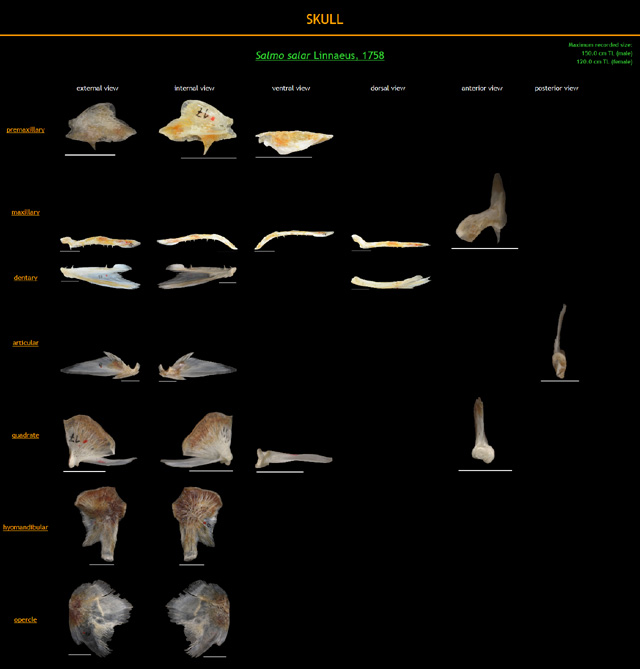 SKULL
Maximum recorded size:
150.0 cm TL (male)
120.0 cm TL (female)
Salmo salar Linnaeus, 1758
external view internal view ventral view dorsal view anterior view posterior view
premaxillary
maxillary
dentary
articular
quadrate
hyomandibular
opercle